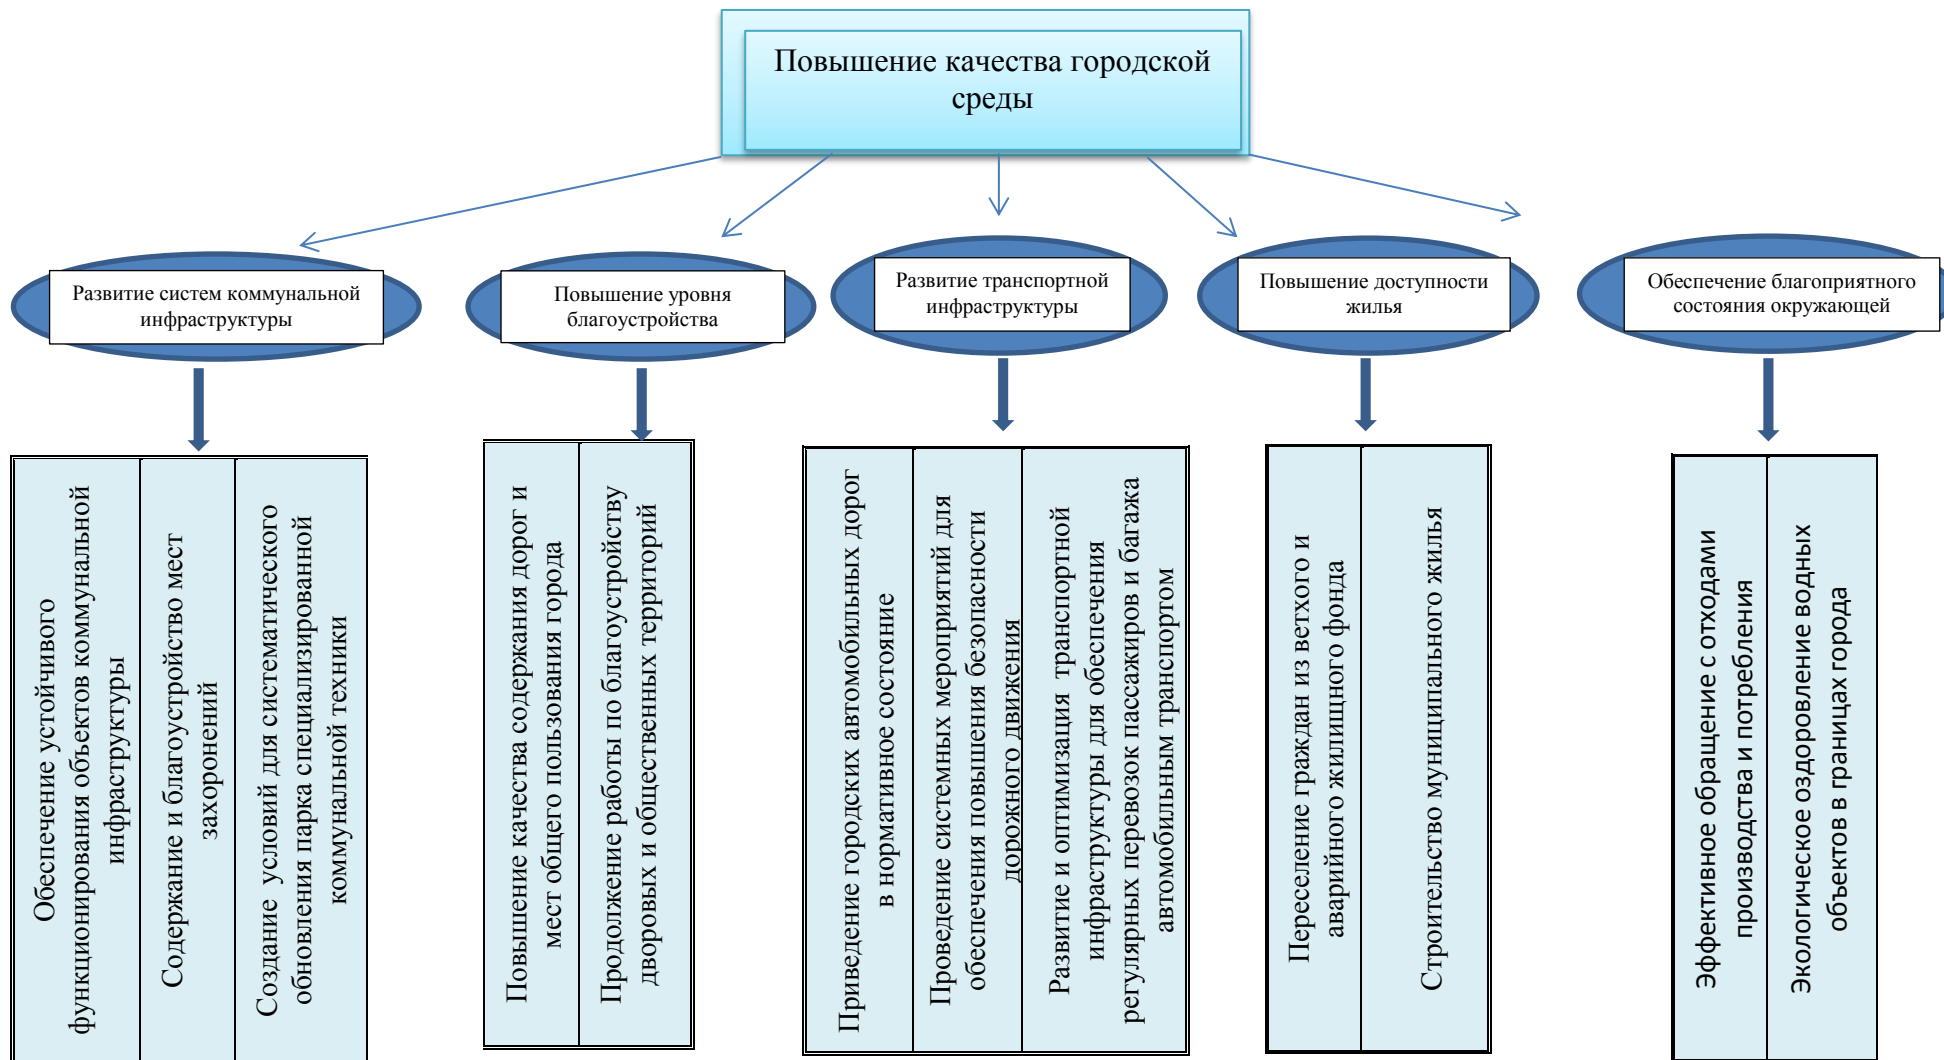 Повышение качества городской
среды
Развитие систем коммунальной
инфраструктуры
Повышение уровня
благоустройства
Развитие транспортной
инфраструктуры
Повышение доступности
жилья
Обеспечение благоприятного
состояния окружающей
Обеспечение устойчивого
функционирования объектов коммунальной
инфраструктуры
Содержание и благоустройство мест
захоронений
Создание условий для систематического
обновления парка специализированной
коммунальной техники
Повышение качества содержания дорог и
мест общего пользования города
Продолжение работы по благоустройству
дворовых и общественных территорий
Приведение городских автомобильных дорог
в нормативное состояние
Проведение системных мероприятий для
обеспечения повышения безопасности
дорожного движения
Развитие и оптимизация транспортной
инфраструктуры для обеспечения
регулярных перевозок пассажиров и багажа
автомобильным транспортом
Переселение граждан из ветхого и
аварийного жилищного фонда
Строительство муниципального жилья
Эффективное обращение с отходами
производства и потребления
Экологическое оздоровление водных
объектов в границах города